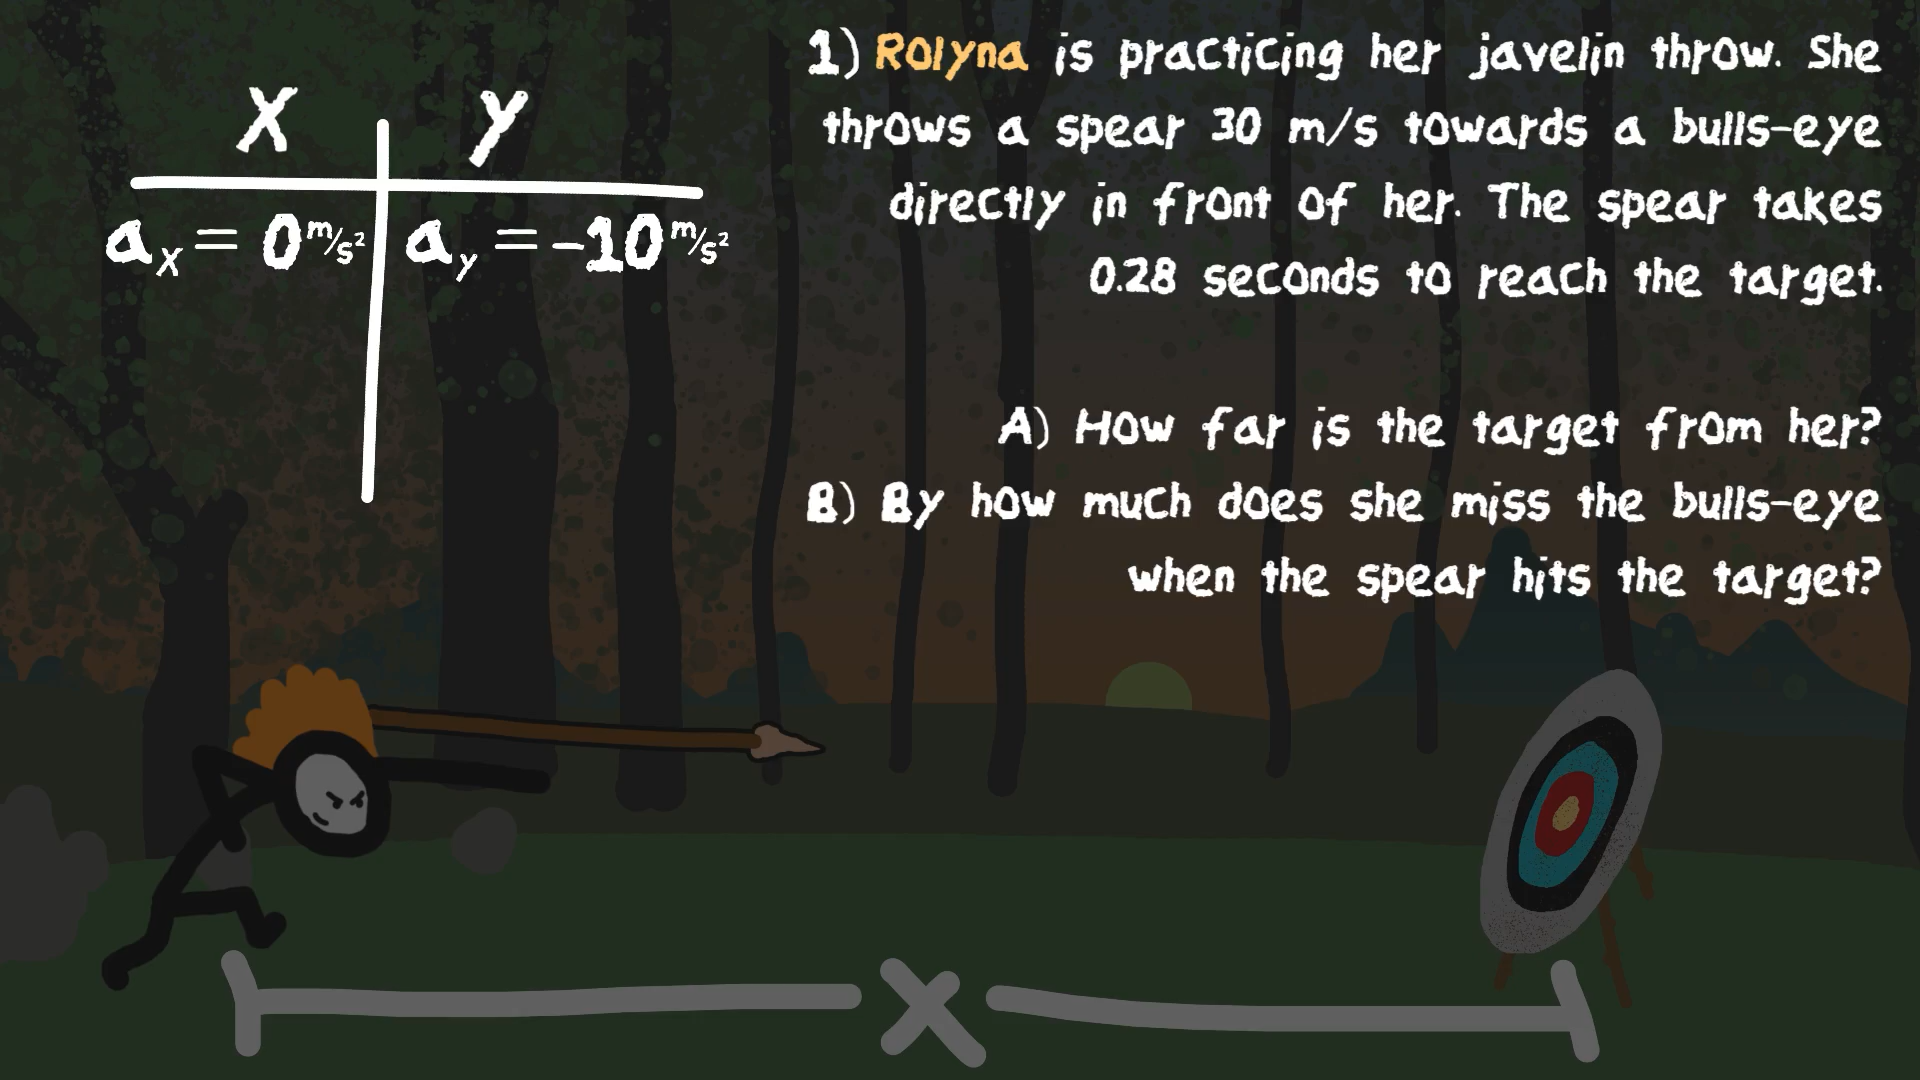 X y
aₓ = 0 m/s² aᵧ = -10 m/s²
1) Rolyna is practicing her javelin throw. She
throws a spear 30 m/s towards a bulls-eye
directly in front of her. The spear takes
0.28 seconds to reach the target.
A) How far is the target from her?
B) By how much does she miss the bulls-eye
when the spear hits the target?
X